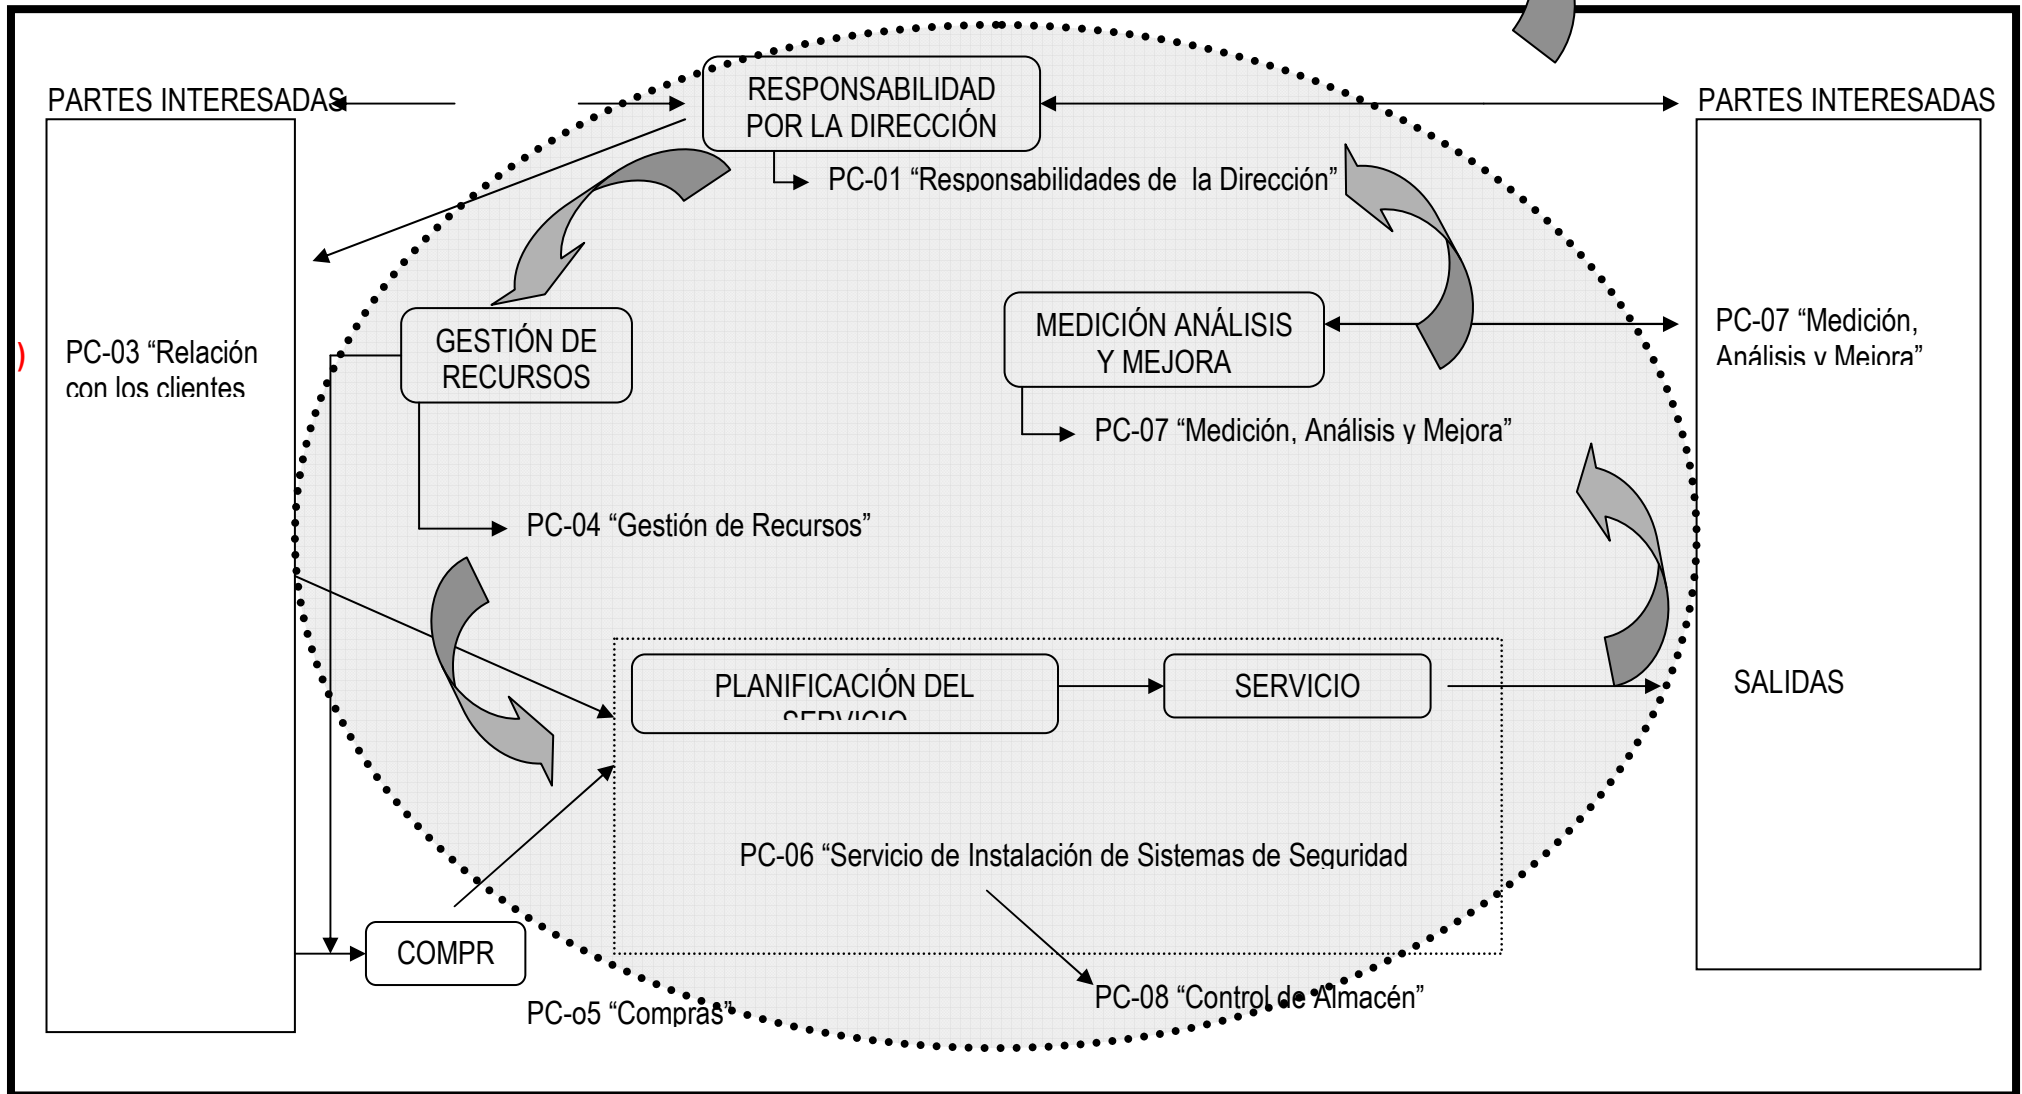 PARTES INTERESADAS
RESPONSABILIDAD
POR LA DIRECCIÓN
PARTES INTERESADAS
PC-01 “Responsabilidades de la Dirección”
)
PC-03 “Relación
con los clientes
GESTIÓN DE
RECURSOS
MEDICIÓN ANÁLISIS
Y MEJORA
PC-07 “Medición,
Análisis y Mejora”
PC-07 “Medición, Análisis y Mejora”
PC-04 “Gestión de Recursos”
PLANIFICACIÓN DEL
SERVICIO
SERVICIO
SALIDAS
PC-06 “Servicio de Instalación de Sistemas de Seguridad
COMPR
PC-o5 “Compras”
PC-08 “Control de Almacén”